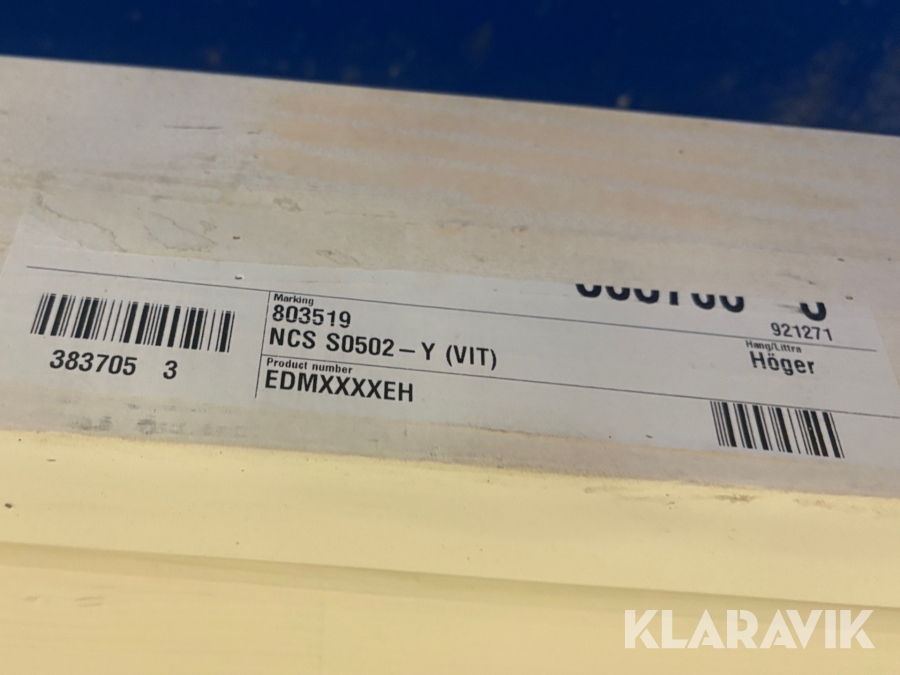 921271
Marking
803519
Hang/Littra
NCS S0502-Y (VIT)
Höger
383705 3
Product number
EDMXXXXEH
KLARAVIK